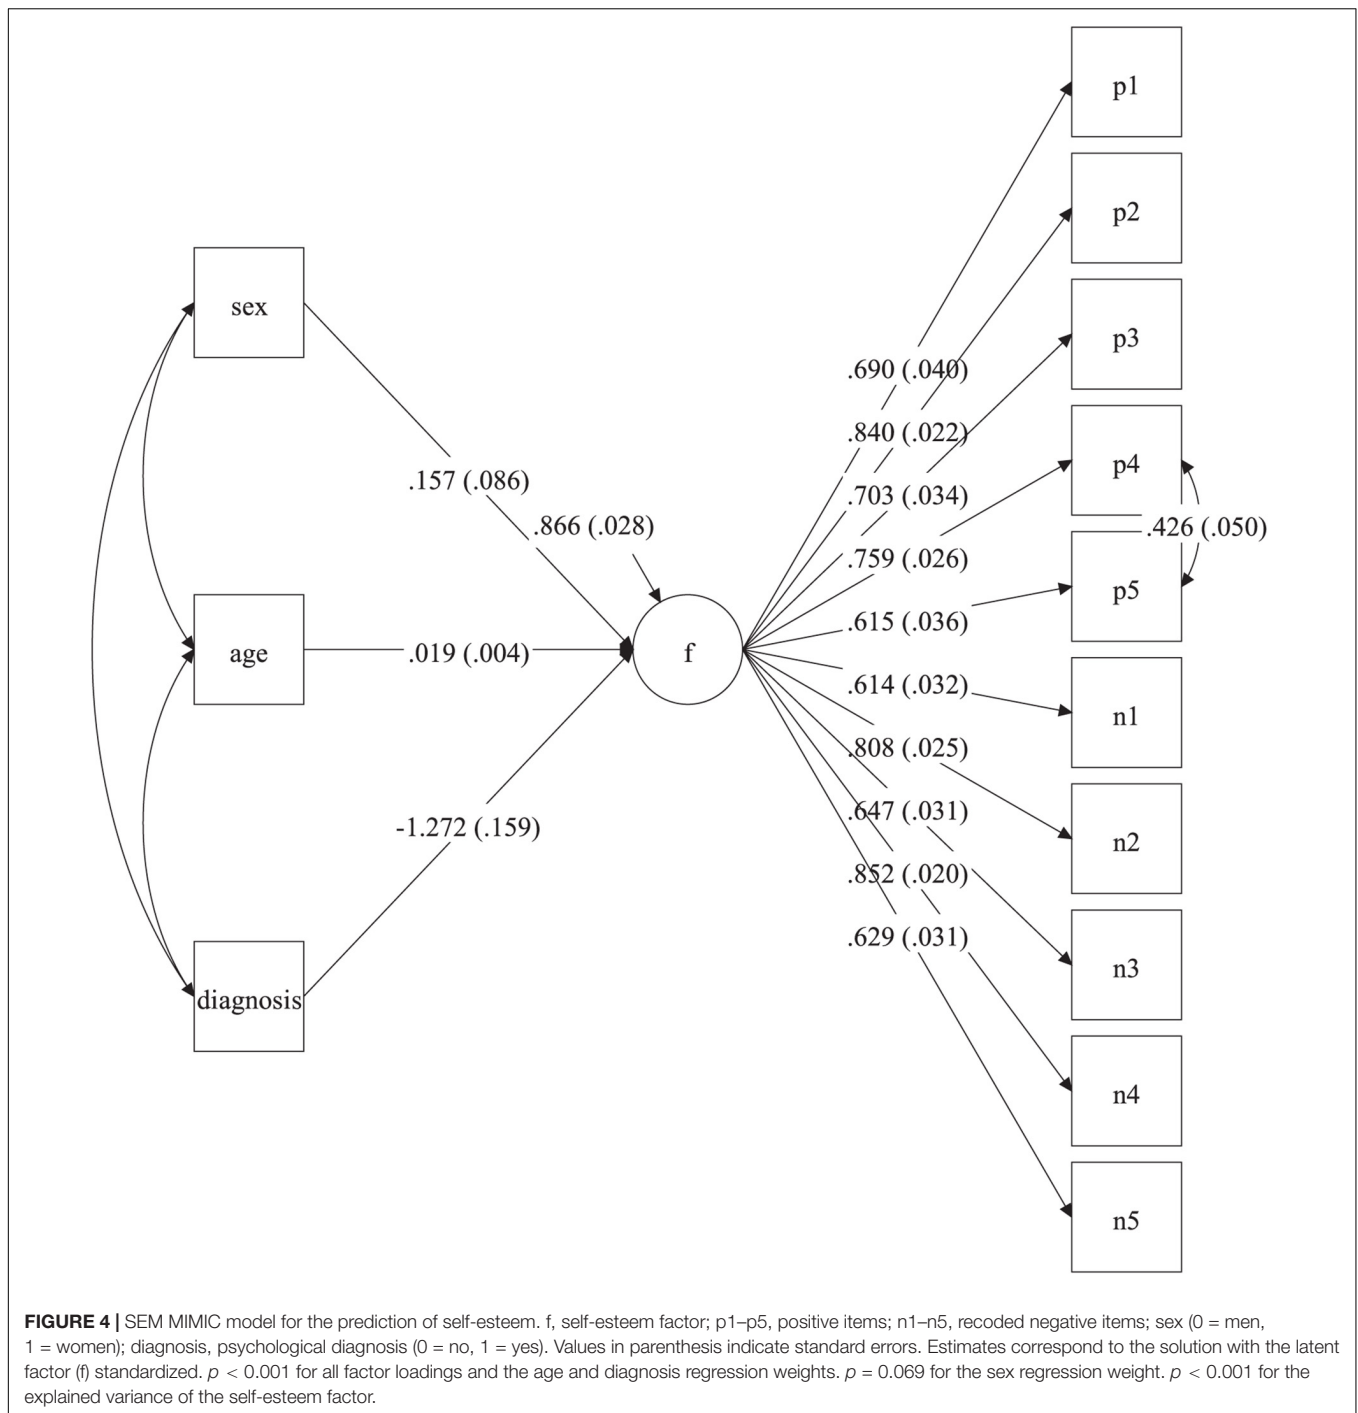 p1
p2
p3
p4
p5
n1
n2
n3
n4
n5
sex
age
diagnosis
f
.157 (.086)
.866 (.028)
.019 (.004)
-1.272 (.159)
.690 (.040)
.840 (.022)
.703 (.034)
.759 (.026)
.615 (.036)
.614 (.032)
.808 (.025)
.647 (.031)
.852 (.020)
.629 (.031)
.426 (.050)
FIGURE 4 | SEM MIMIC model for the prediction of self-esteem. f, self-esteem factor; p1–p5, positive items; n1–n5, recoded negative items; sex (0 = men,
1 = women); diagnosis, psychological diagnosis (0 = no, 1 = yes). Values in parenthesis indicate standard errors. Estimates correspond to the solution with the latent
factor (f) standardized. p < 0.001 for all factor loadings and the age and diagnosis regression weights. p = 0.069 for the sex regression weight. p < 0.001 for the
explained variance of the self-esteem factor.